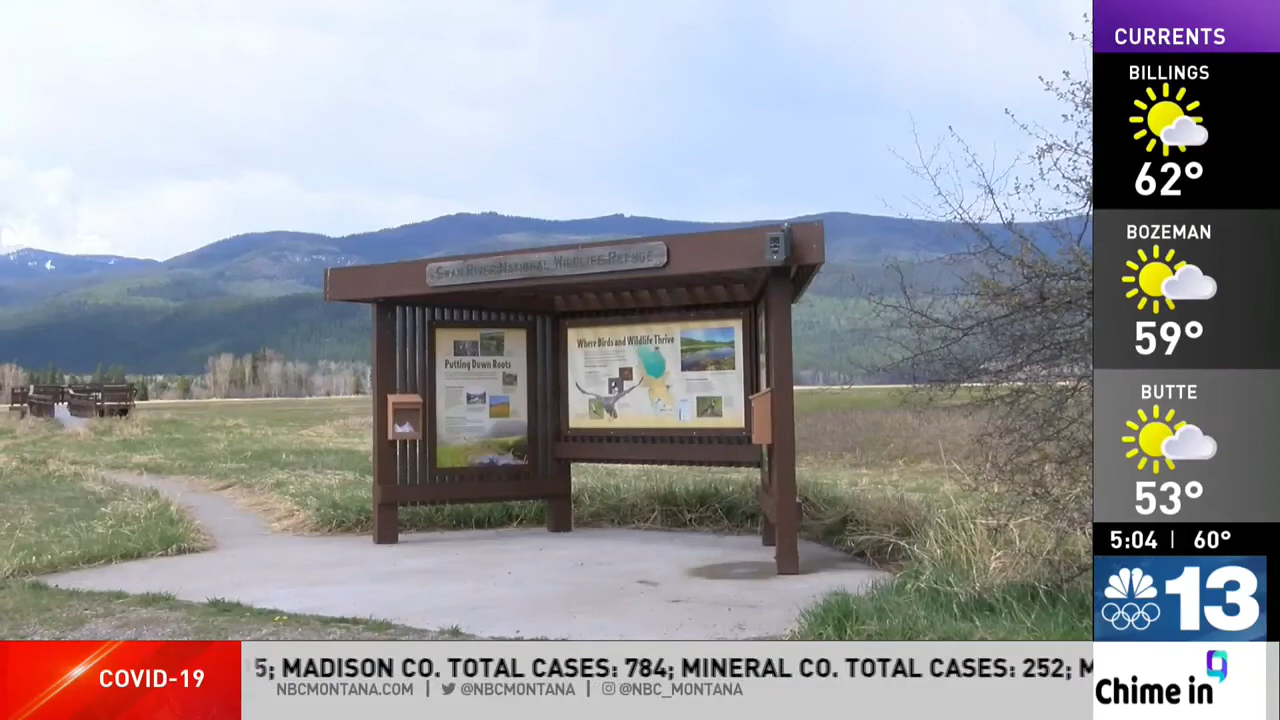 CURRENTS
BILLINGS
62°
BOZEMAN
59°
BUTTE
53°
5:04 | 60°
13
Swan River National Wildlife Refuge
Putting Down Roots
Where Birds and Wildlife Thrive
COVID-19
5; MADISON CO. TOTAL CASES: 784; MINERAL CO. TOTAL CASES: 252; M
NBCMONTANA.COM | @NBCMONTANA | @NBC_MONTANA
Chime in